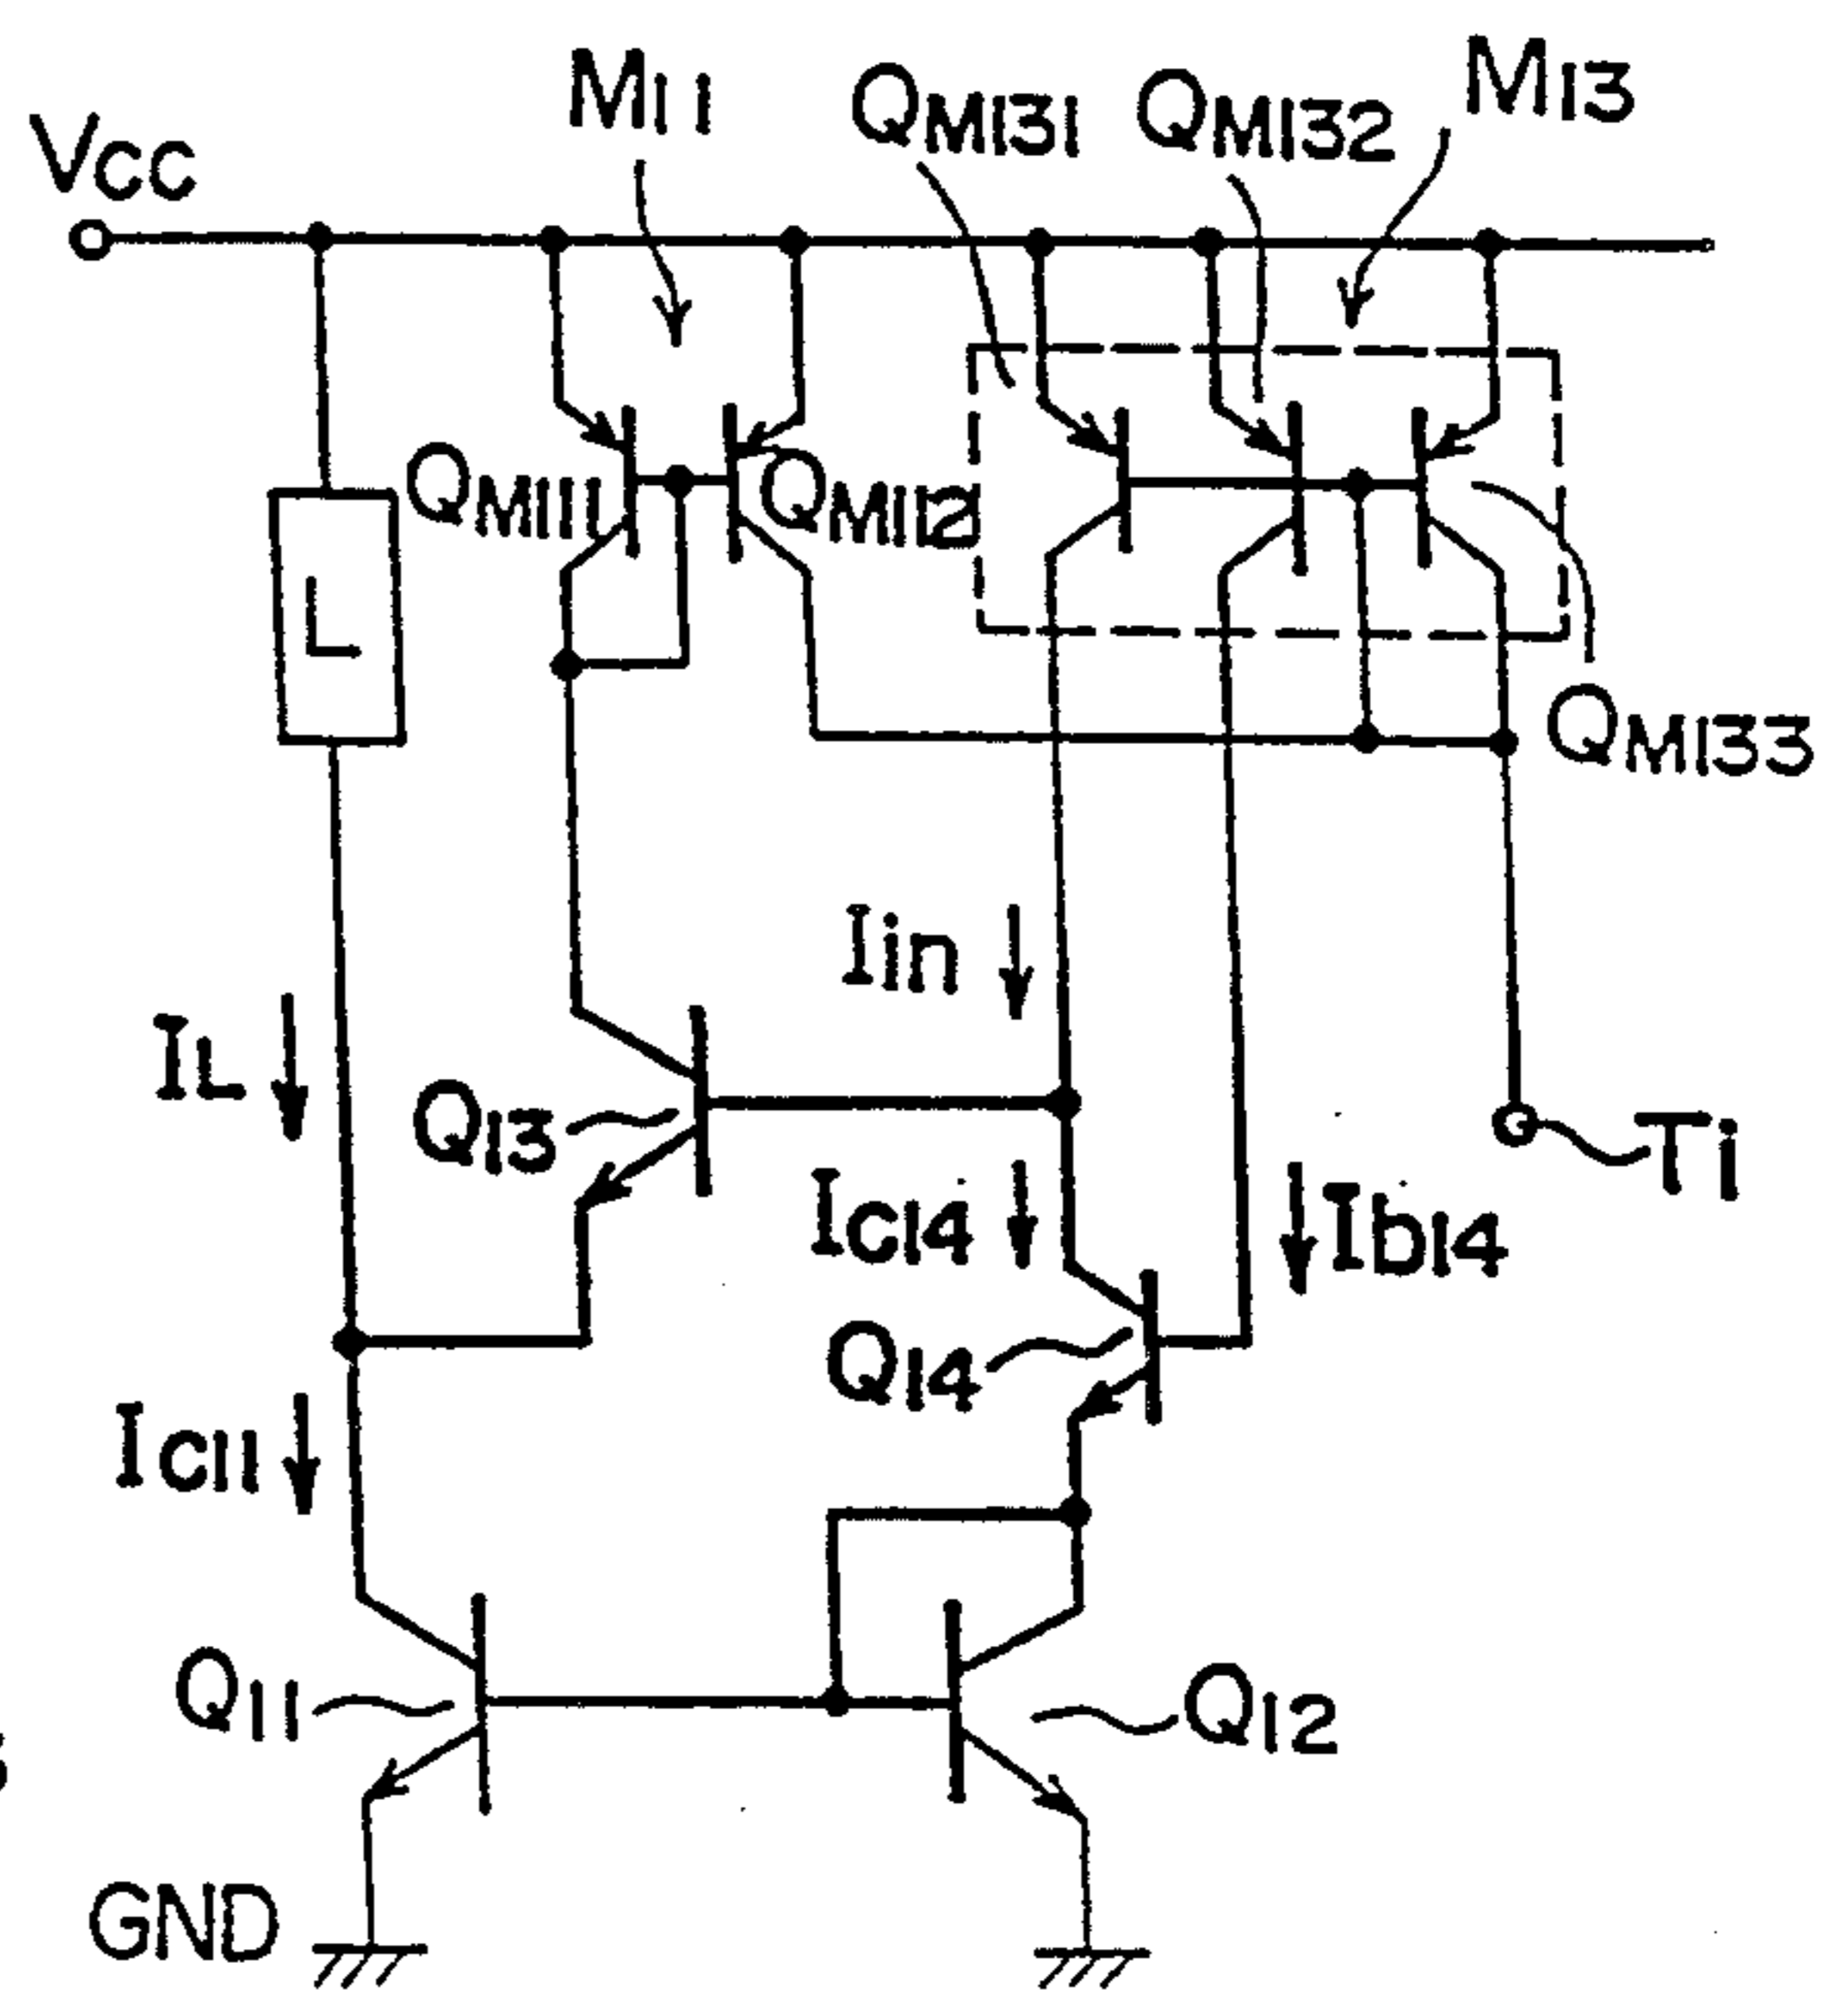 VCC
M11
QM131
QM132
M13
QM111
QM112
L
QM133
Iin
IL
Q13
Ti
Ic14
Ib14
Q14
Ic11
Q11
Q12
GND